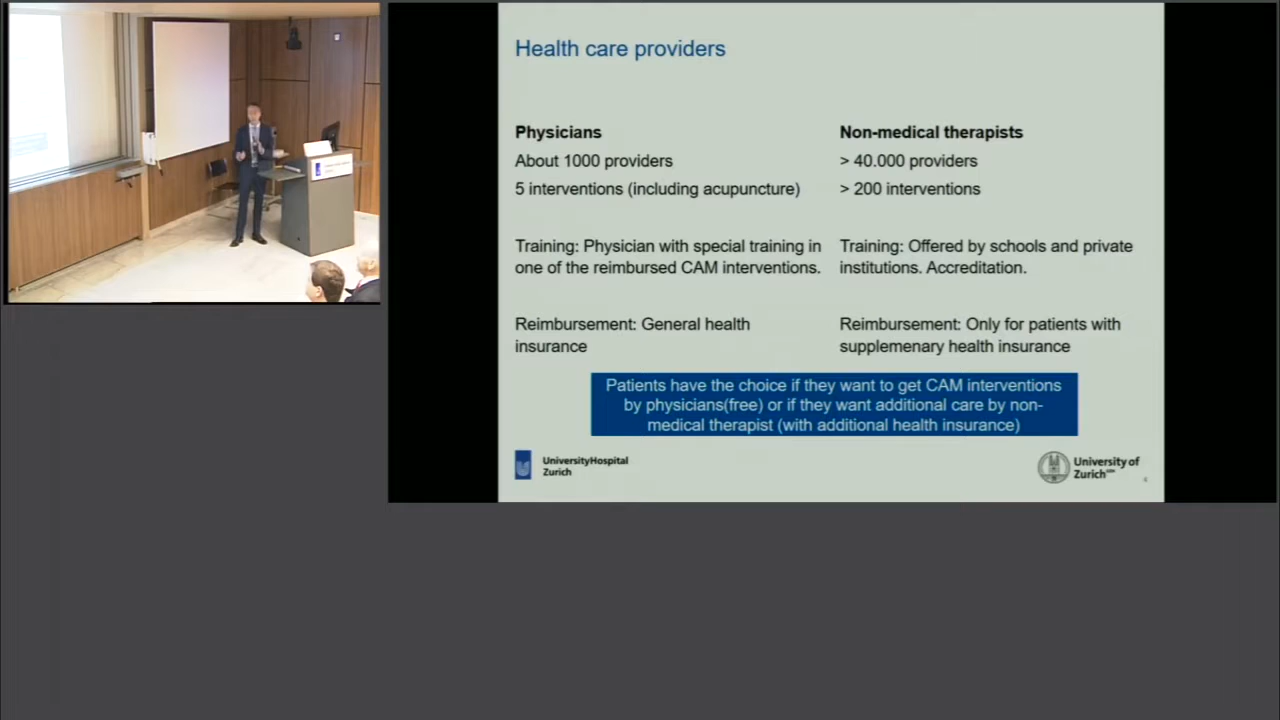 Health care providers
Physicians
About 1000 providers
5 interventions (including acupuncture)
Training: Physician with special training in
one of the reimbursed CAM interventions.
Reimbursement: General health
insurance
Non-medical therapists
> 40.000 providers
> 200 interventions
Training: Offered by schools and private
institutions. Accreditation.
Reimbursement: Only for patients with
supplemenary health insurance
Patients have the choice if they want to get CAM interventions
by physicians(free) or if they want additional care by non-
medical therapist (with additional health insurance)
UniversityHospital
Zurich
University of
Zurich